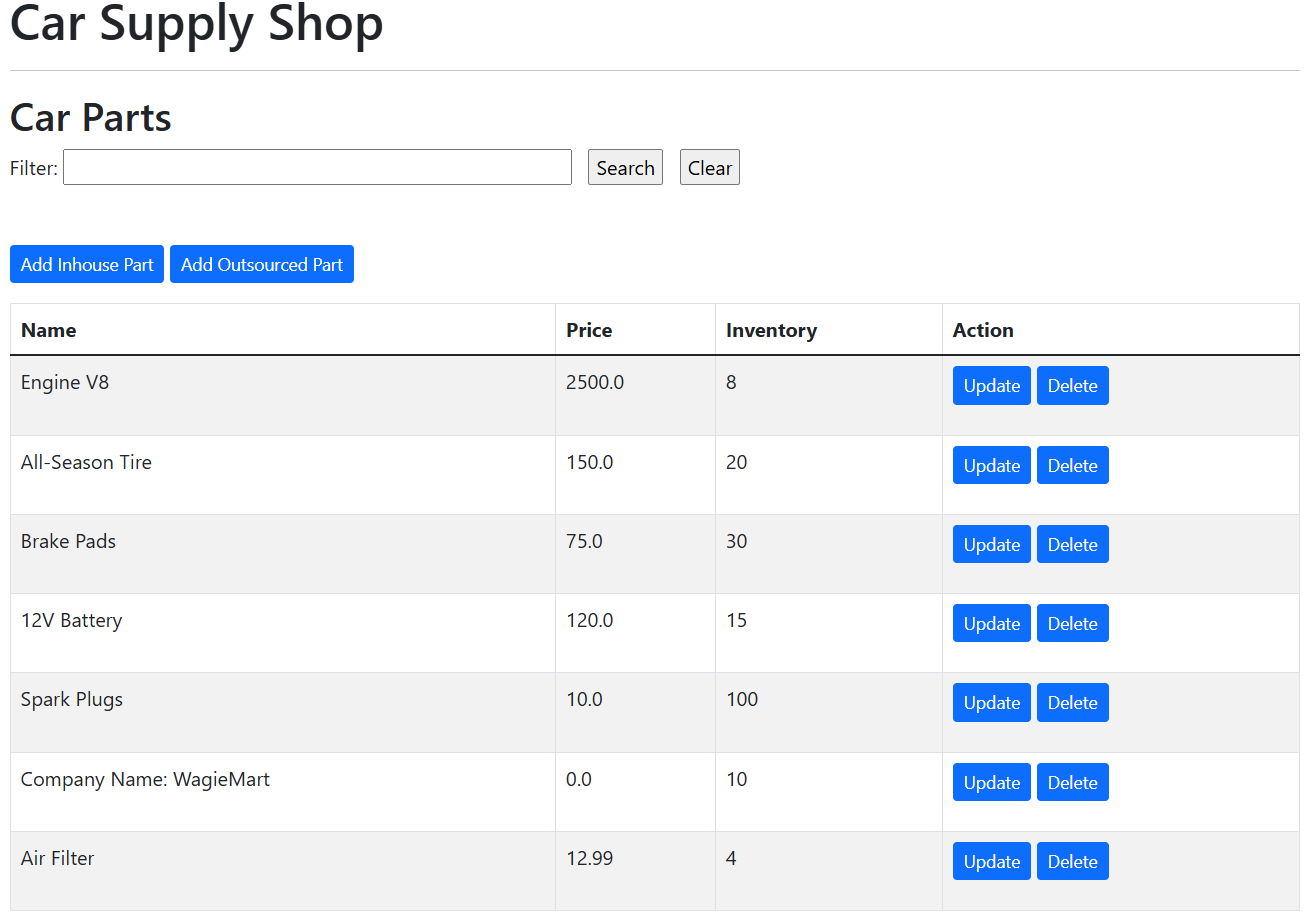 Car Supply Shop
Car Parts
Filter: Search Clear
Add Inhouse Part Add Outsourced Part
Name Price Inventory Action
Engine V8 2500.0 8 Update Delete
All-Season Tire 150.0 20 Update Delete
Brake Pads 75.0 30 Update Delete
12V Battery 120.0 15 Update Delete
Spark Plugs 10.0 100 Update Delete
Company Name: WagieMart 0.0 10 Update Delete
Air Filter 12.99 4 Update Delete